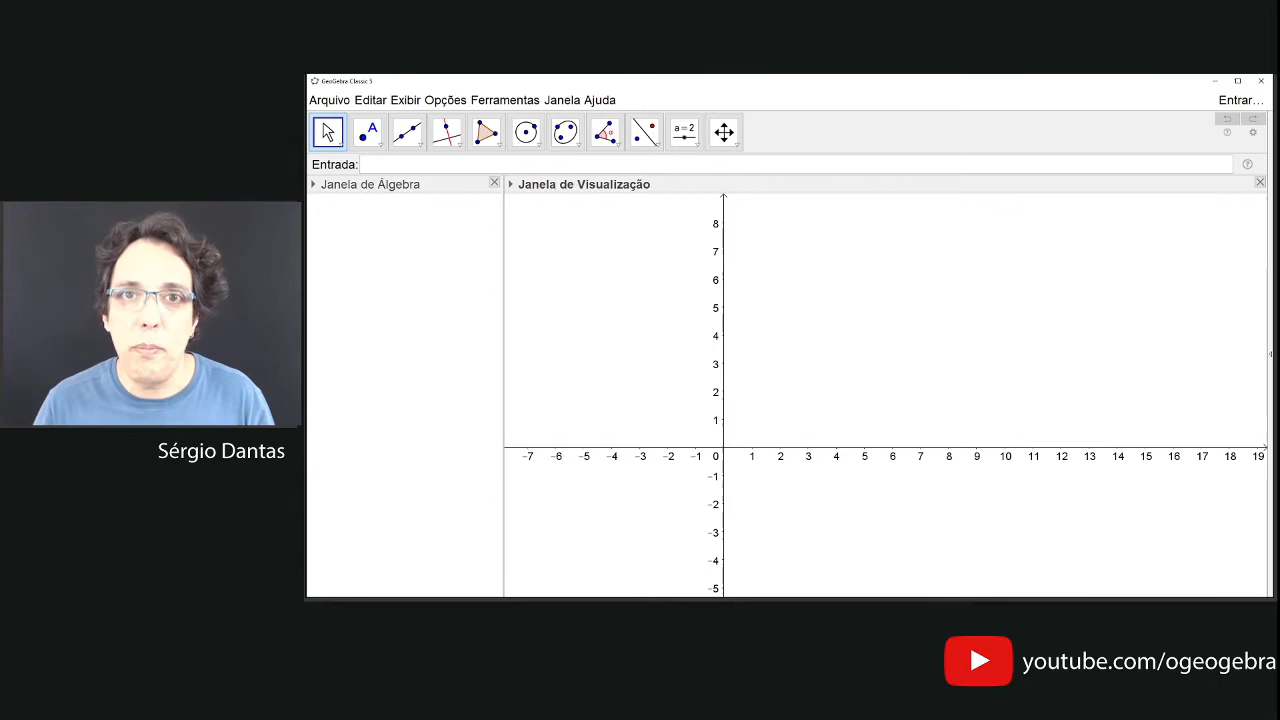 GeoGebra Classic 5
Arquivo Editar Exibir Opções Ferramentas Janela Ajuda Entrar…
A α a=2
Entrada:
Janela de Álgebra Janela de Visualização
8
7
6
5
4
3
2
1
−7 −6 −5 −4 −3 −2 −1 0 1 2 3 4 5 6 7 8 9 10 11 12 13 14 15 16 17 18 19
−1
−2
−3
−4
−5
Sérgio Dantas
youtube.com/ogeogebra